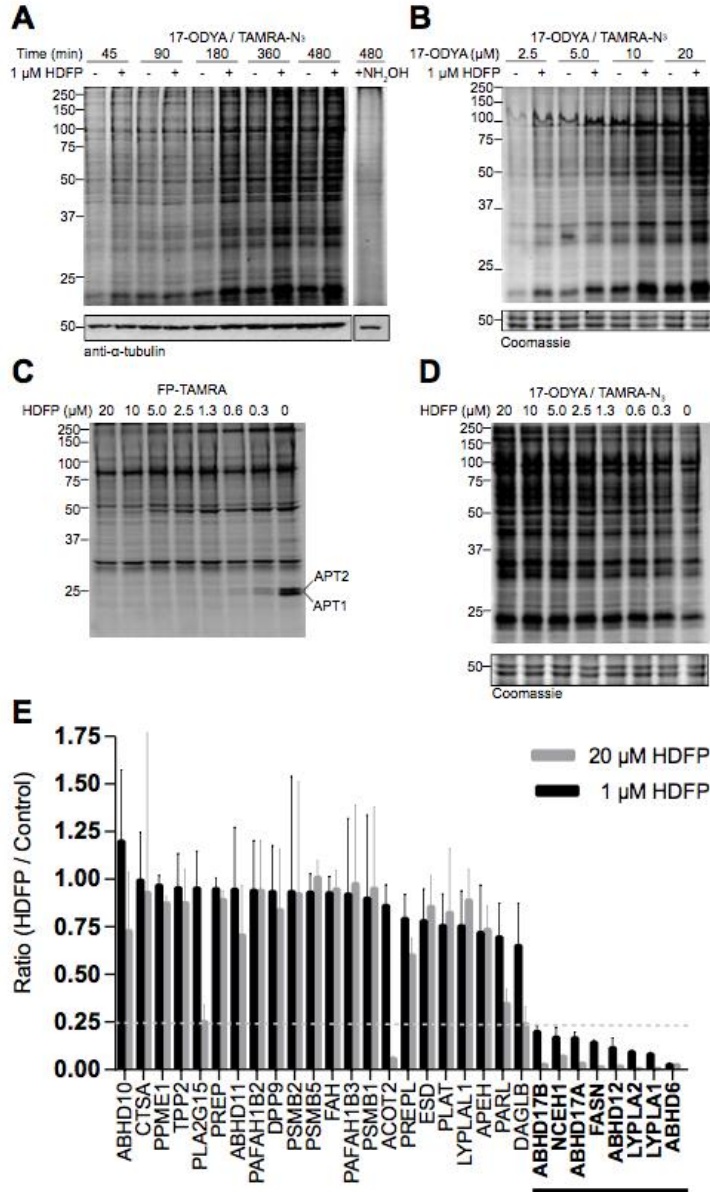 A
17-ODYA / TAMRA-N₃
Time (min) 45 90 180 360 480 480
1 µM HDFP - + - + - + - + - + +NH₂OH
250
150
100
75
50
37
25
50
anti-α-tubulin
B
17-ODYA / TAMRA-N₃
17-ODYA (µM) 2.5 5.0 10 20
1 µM HDFP - + - + - + - +
250
150
100
75
50
37
25
50
Coomassie
C
FP-TAMRA
HDFP (µM) 20 10 5.0 2.5 1.3 0.6 0.3 0
250
150
100
75
50
37
25
APT2
APT1
D
17-ODYA / TAMRA-N₃
HDFP (µM) 20 10 5.0 2.5 1.3 0.6 0.3 0
250
150
100
75
50
37
25
50
Coomassie
E
Ratio (HDFP / Control)
1.75
1.50
1.25
1.00
0.75
0.50
0.25
0.00
20 µM HDFP
1 µM HDFP
ABHD10
CTSA
PPME1
TPP2
PLA2G15
PREP
ABHD11
PAFAH1B2
DPP9
PSMB2
PSMB5
FAH
PAFAH1B3
PSMB1
ACOT2
PREPL
ESD
PLAT
LYPLAL1
APEH
PARL
DAGLB
ABHD17B
NCEH1
ABHD17A
FASN
ABHD12
LYPLA2
LYPLA1
ABHD6